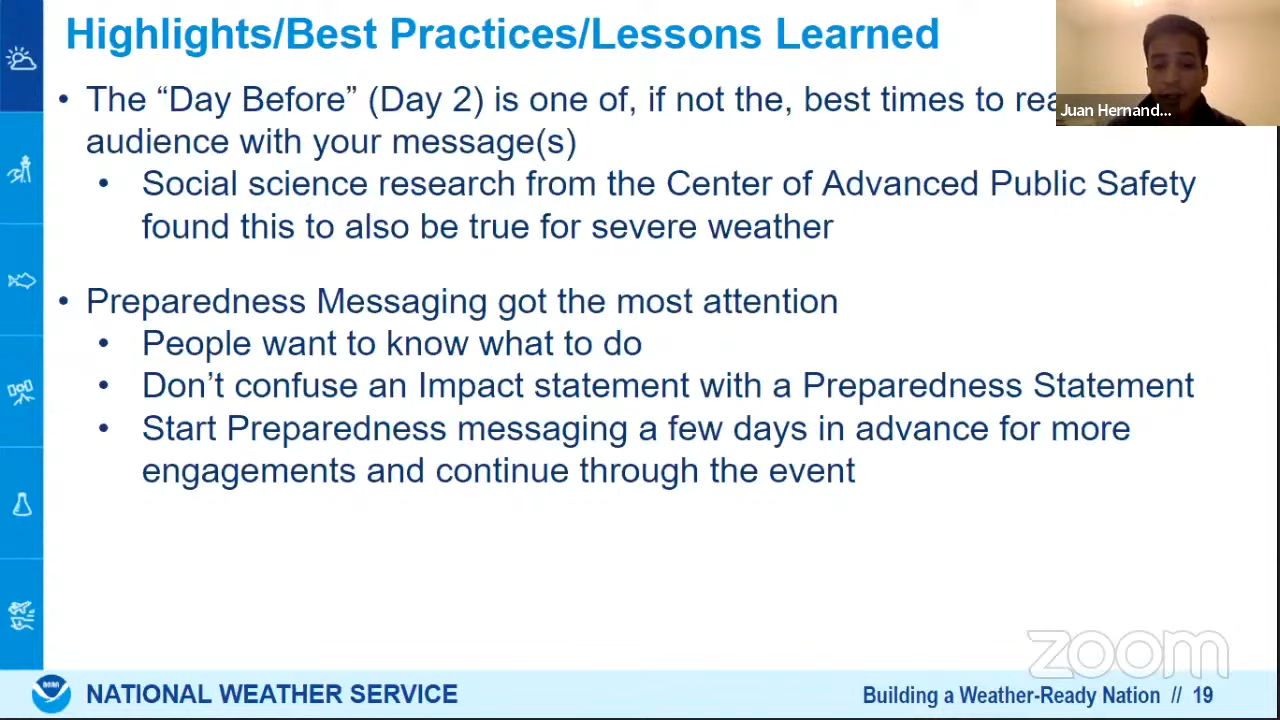 Highlights/Best Practices/Lessons Learned
• The “Day Before” (Day 2) is one of, if not the, best times to rea
Juan Hernand...
audience with your message(s)
• Social science research from the Center of Advanced Public Safety
found this to also be true for severe weather
• Preparedness Messaging got the most attention
• People want to know what to do
• Don’t confuse an Impact statement with a Preparedness Statement
• Start Preparedness messaging a few days in advance for more
engagements and continue through the event
zoom
NOAA
NATIONAL WEATHER SERVICE
Building a Weather-Ready Nation // 19